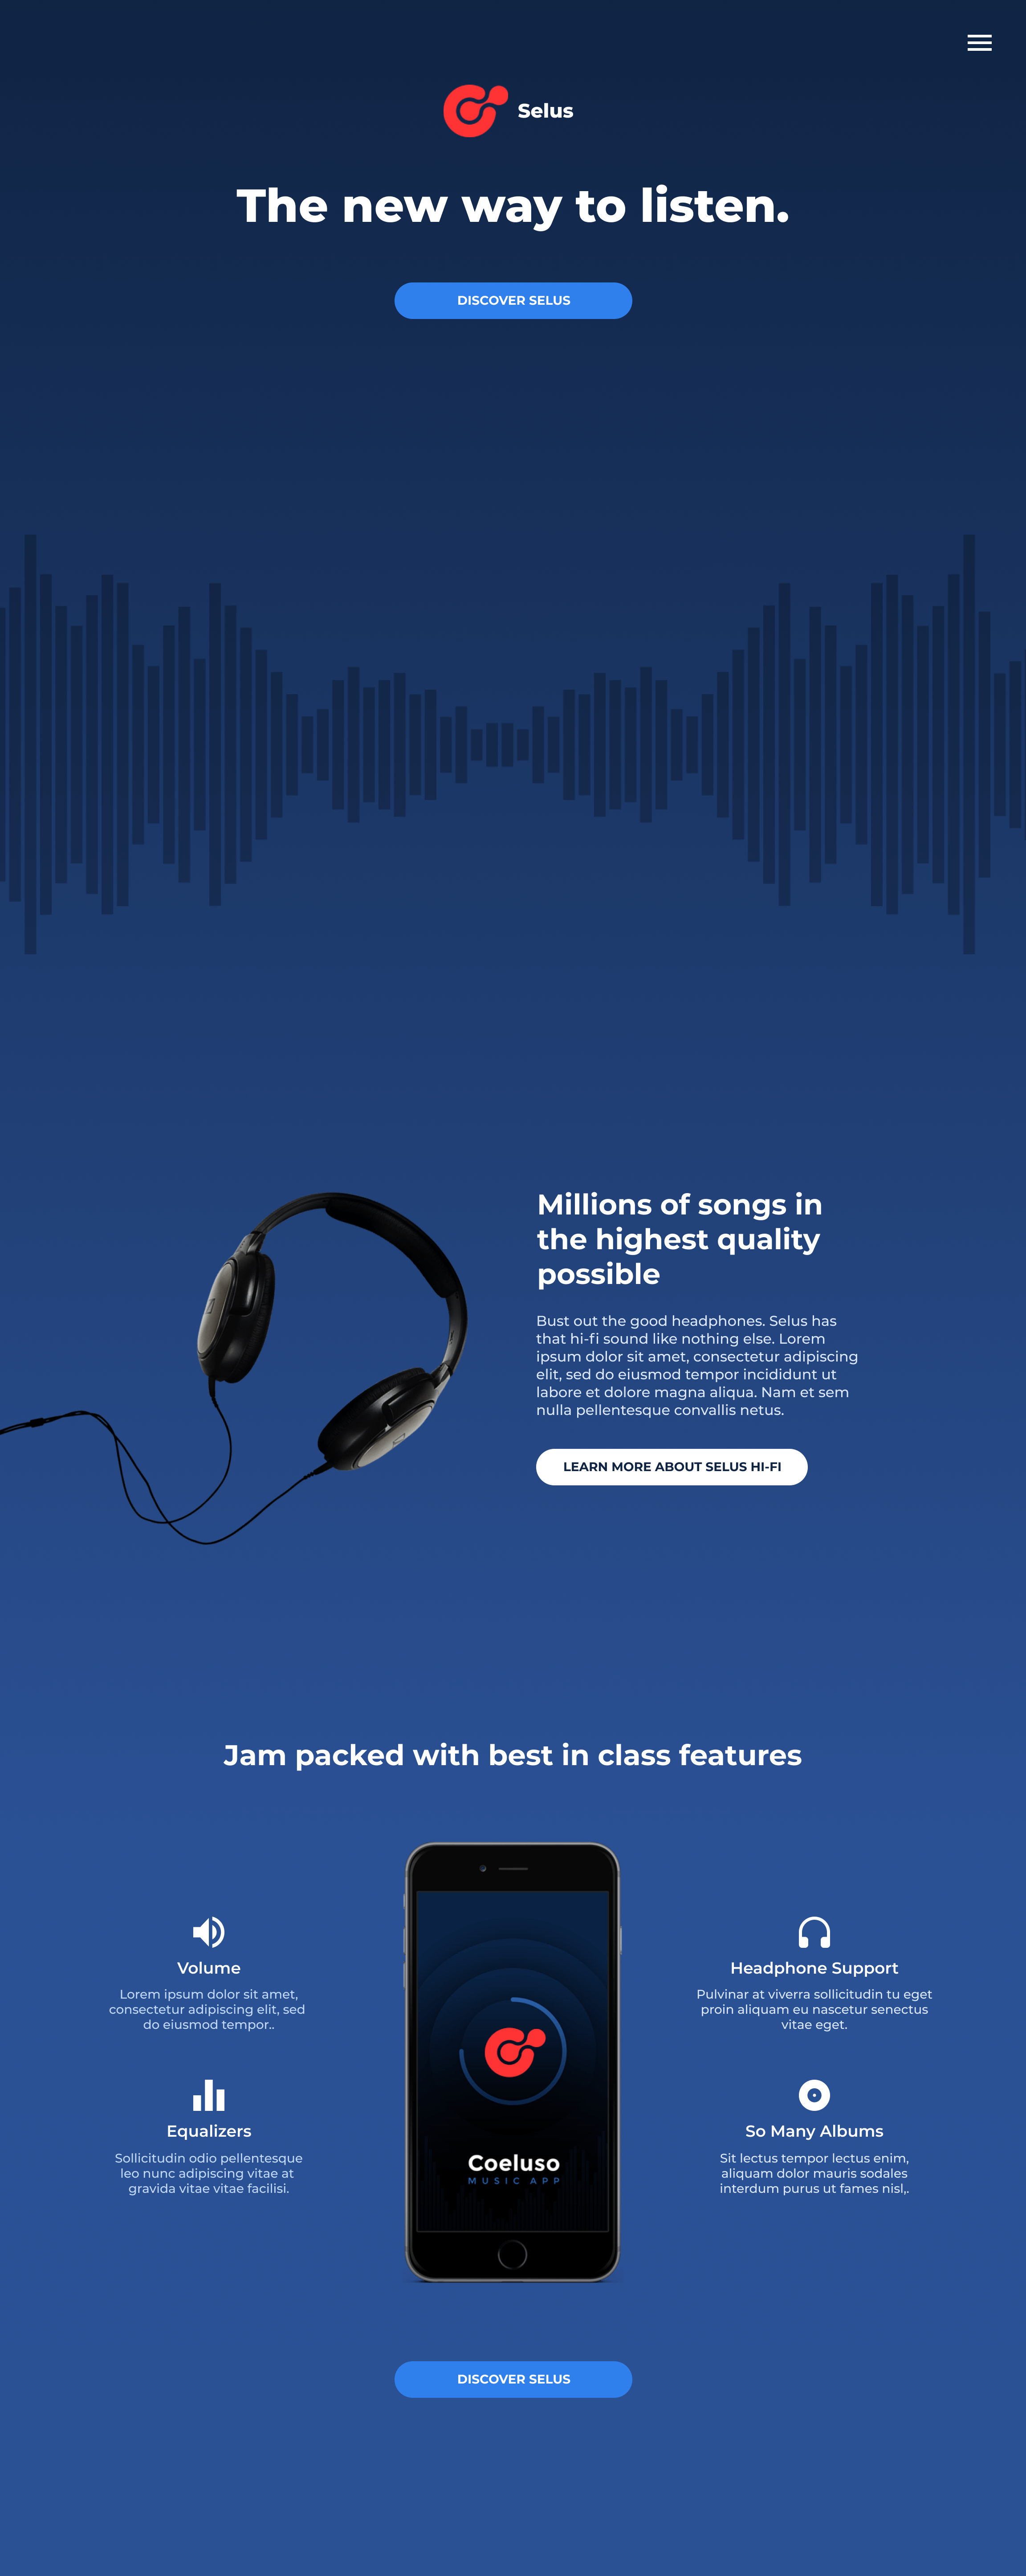 Selus
The new way to listen.
DISCOVER SELUS
Millions of songs in
the highest quality
possible
Bust out the good headphones. Selus has
that hi-fi sound like nothing else. Lorem
ipsum dolor sit amet, consectetur adipiscing
elit, sed do eiusmod tempor incididunt ut
labore et dolore magna aliqua. Nam et sem
nulla pellentesque convallis netus.
LEARN MORE ABOUT SELUS HI-FI
Jam packed with best in class features
Volume
Lorem ipsum dolor sit amet,
consectetur adipiscing elit, sed
do eiusmod tempor..
Equalizers
Sollicitudin odio pellentesque
leo nunc adipiscing vitae at
gravida vitae vitae facilisi.
Coeluso
MUSIC APP
Headphone Support
Pulvinar at viverra sollicitudin tu eget
proin aliquam eu nascetur senectus
vitae eget.
So Many Albums
Sit lectus tempor lectus enim,
aliquam dolor mauris sodales
interdum purus ut fames nisl,.
DISCOVER SELUS